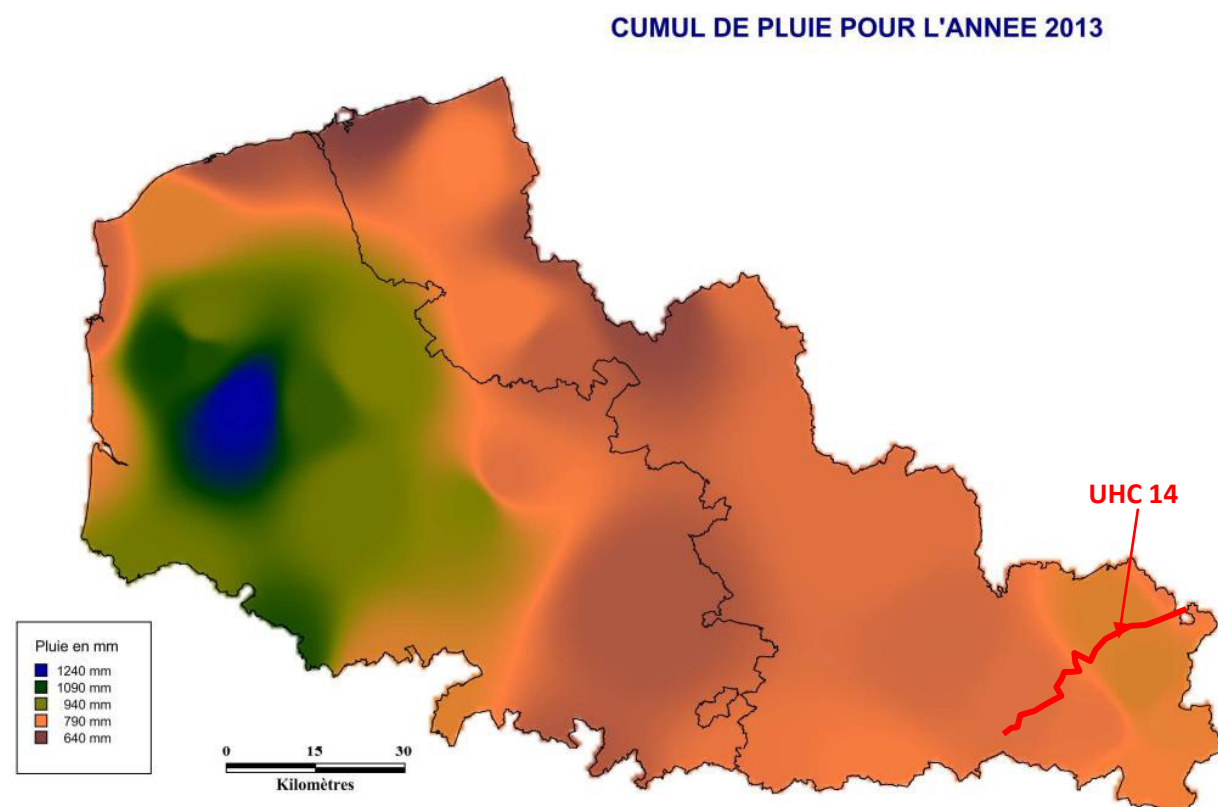 CUMUL DE PLUIE POUR L'ANNEE 2013
UHC 14
Pluie en mm
1240 mm
1090 mm
940 mm
790 mm
640 mm
0 15 30
Kilomètres